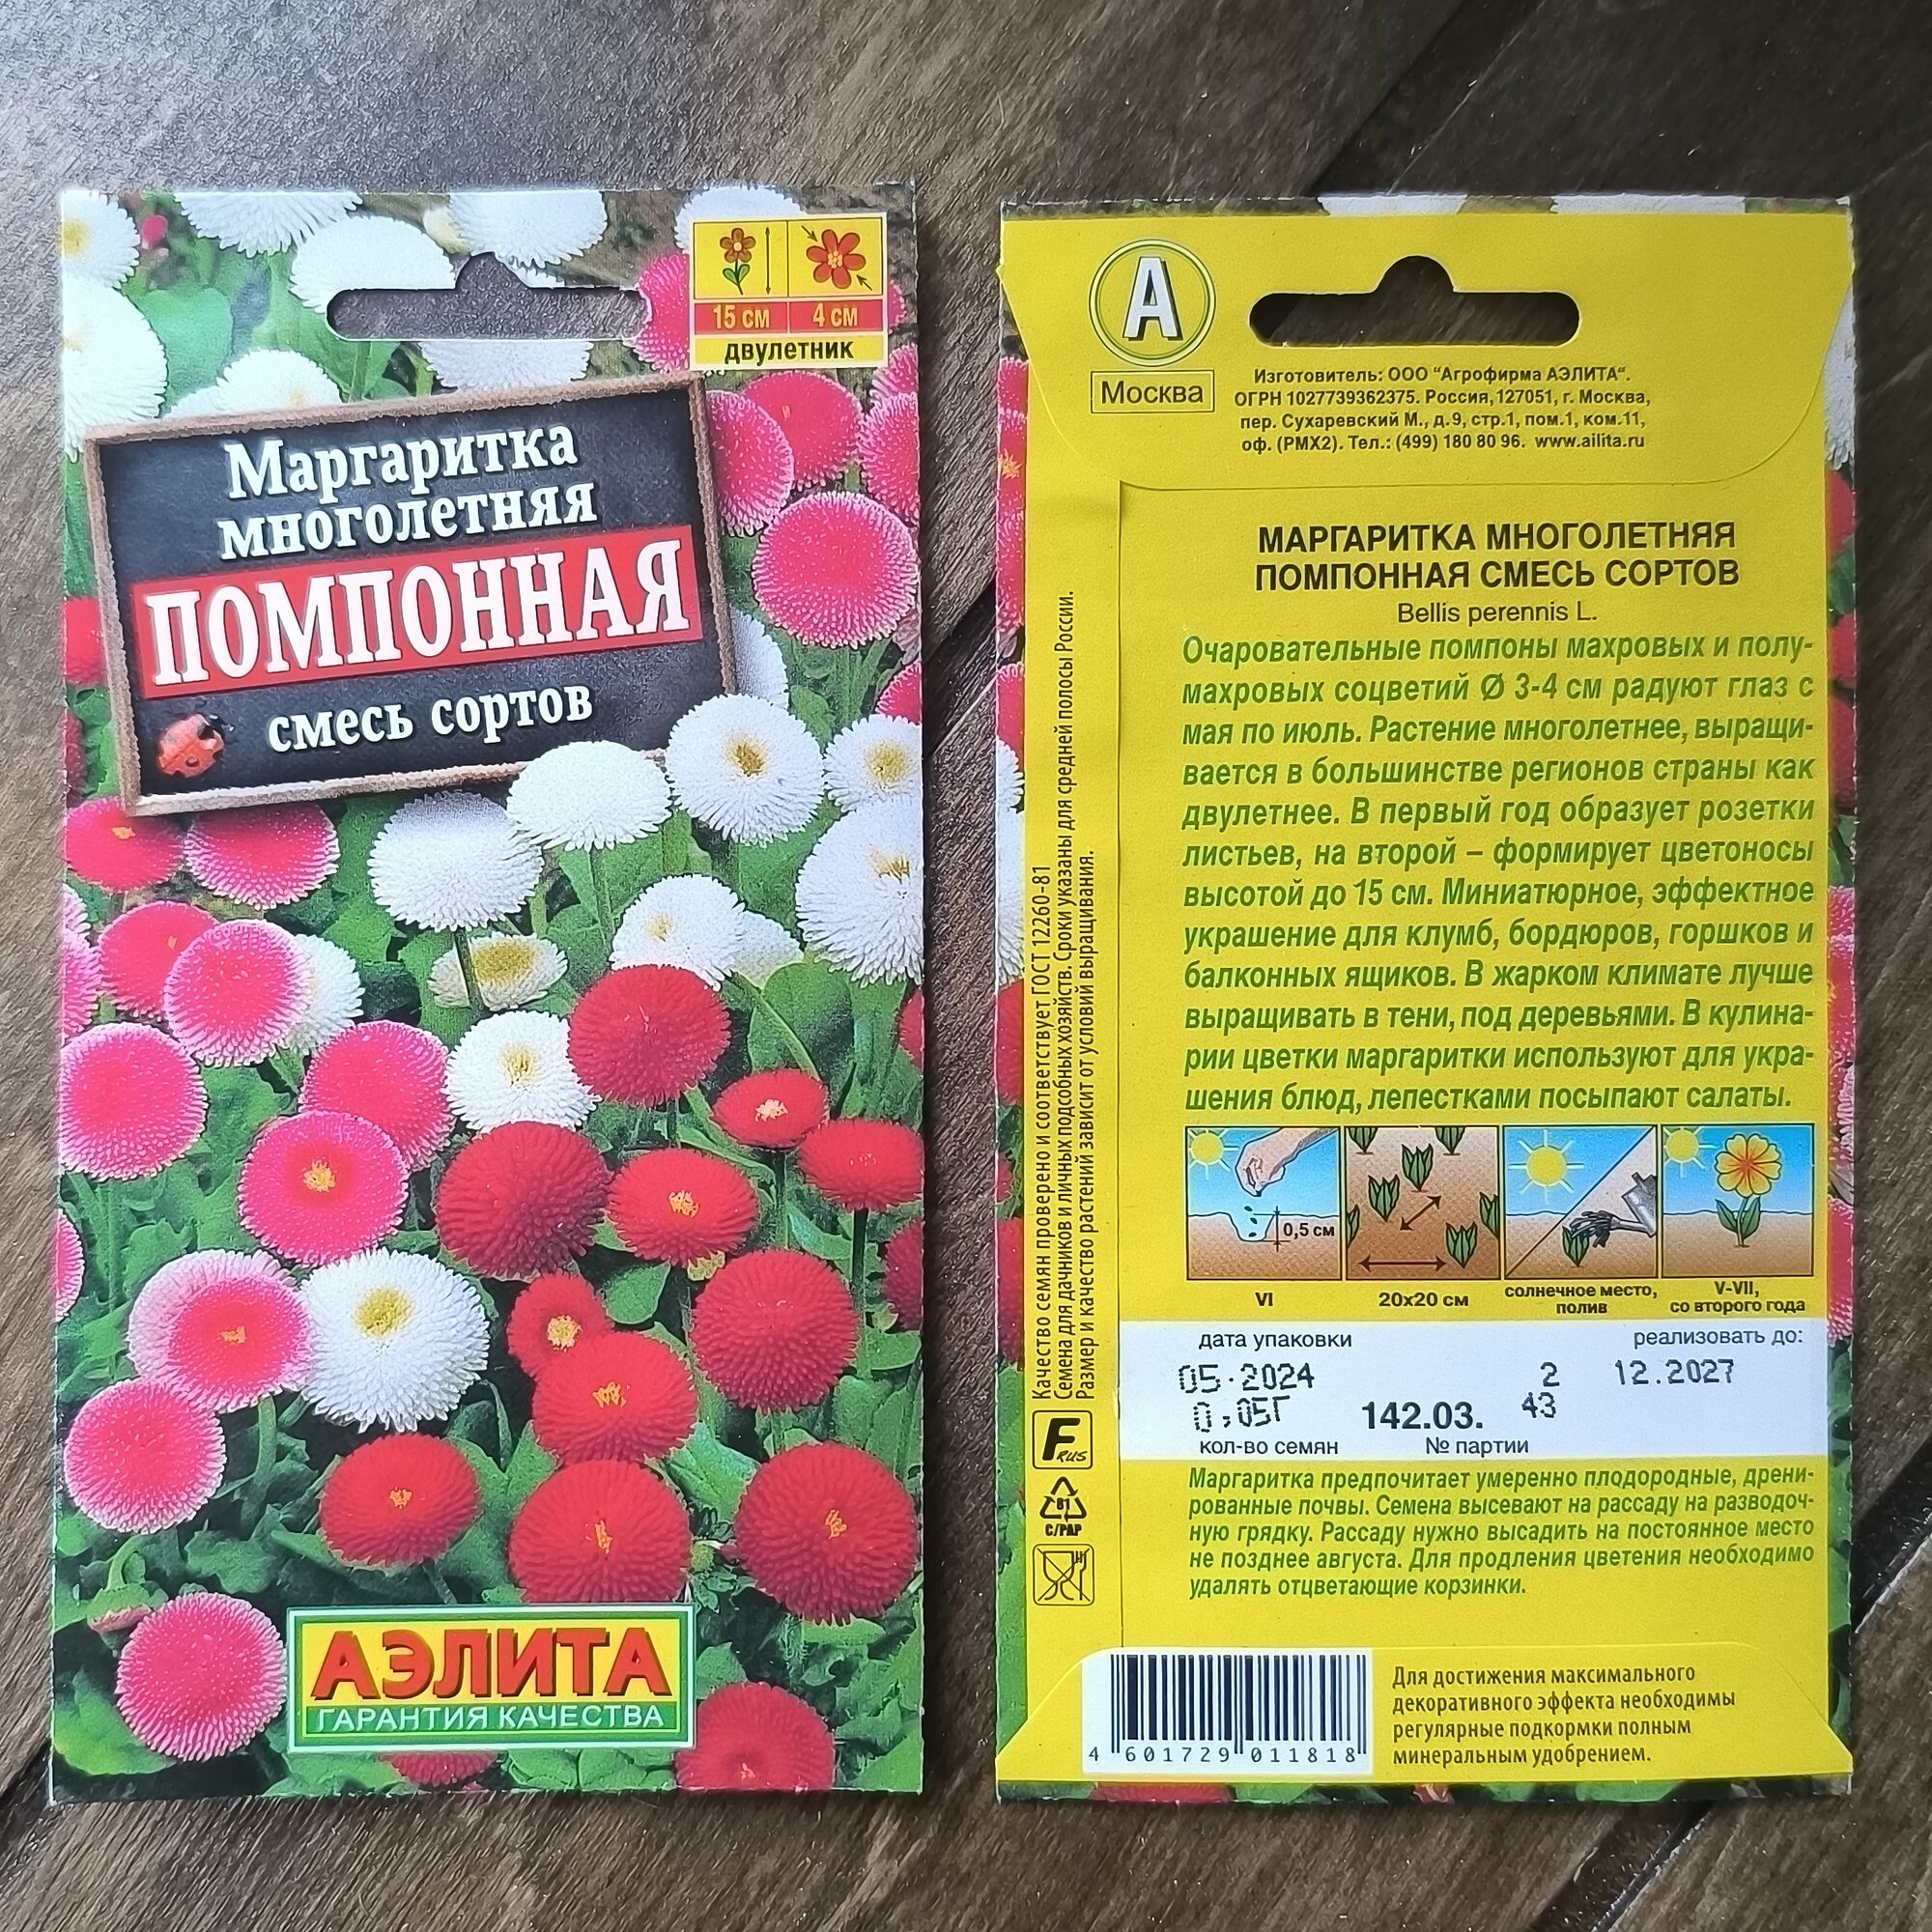 15 см
4 см
двулетник
Маргаритка
многолетняя
ПОМПОННАЯ
смесь сортов
АЭЛИТА
ГАРАНТИЯ КАЧЕСТВА
А
Москва
Изготовитель: ООО "Агрофирма АЭЛИТА".
ОГРН 1027739362375. Россия,127051, г. Москва,
пер. Сухаревский М., д.9, стр.1, пом.1, ком.11,
оф. (РМХ2). Тел.: (499) 180 80 96. www.ailita.ru
МАРГАРИТКА МНОГОЛЕТНЯЯ
ПОМПОННАЯ СМЕСЬ СОРТОВ
Bellis perennis L.
Очаровательные помпоны махровых и полу-
махровых соцветий Ø 3-4 см радуют глаз с
мая по июль. Растение многолетнее, выращи-
вается в большинстве регионов страны как
двулетнее. В первый год образует розетки
листьев, на второй – формирует цветоносы
высотой до 15 см. Миниатюрное, эффектное
украшение для клумб, бордюров, горшков и
балконных ящиков. В жарком климате лучше
выращивать в тени, под деревьями. В кулина-
рии цветки маргаритки используют для укра-
шения блюд, лепестками посыпают салаты.
0,5 см
VI
20х20 см
солнечное место,
полив
V-VII,
со второго года
дата упаковки
реализовать до:
05.2024
2
12.2027
0,05Г
142.03.
43
кол-во семян
№ партии
Маргаритка предпочитает умеренно плодородные, дрени-
рованные почвы. Семена высевают на рассаду на разводоч-
ную грядку. Рассаду нужно высадить на постоянное место
не позднее августа. Для продления цветения необходимо
удалять отцветающие корзинки.
Качество семян проверено и соответствует ГОСТ 12260-81
Семена для дачников и личных подсобных хозяйств. Сроки указаны для средней полосы России.
Размер и качество растений зависит от условий выращивания.
F RUS
81
C/PAP
4 601729 011818
Для достижения максимального
декоративного эффекта необходимы
регулярные подкормки полным
минеральным удобрением.